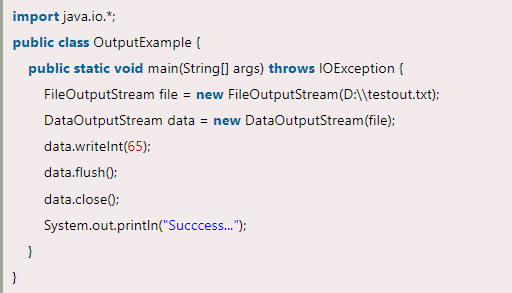 import java.io.*;
public class OutputExample {
public static void main(String[] args) throws IOException {
FileOutputStream file = new FileOutputStream(D:\\testout.txt);
DataOutputStream data = new DataOutputStream(file);
data.writeInt(65);
data.flush();
data.close();
System.out.println("Succcess...");
}
}